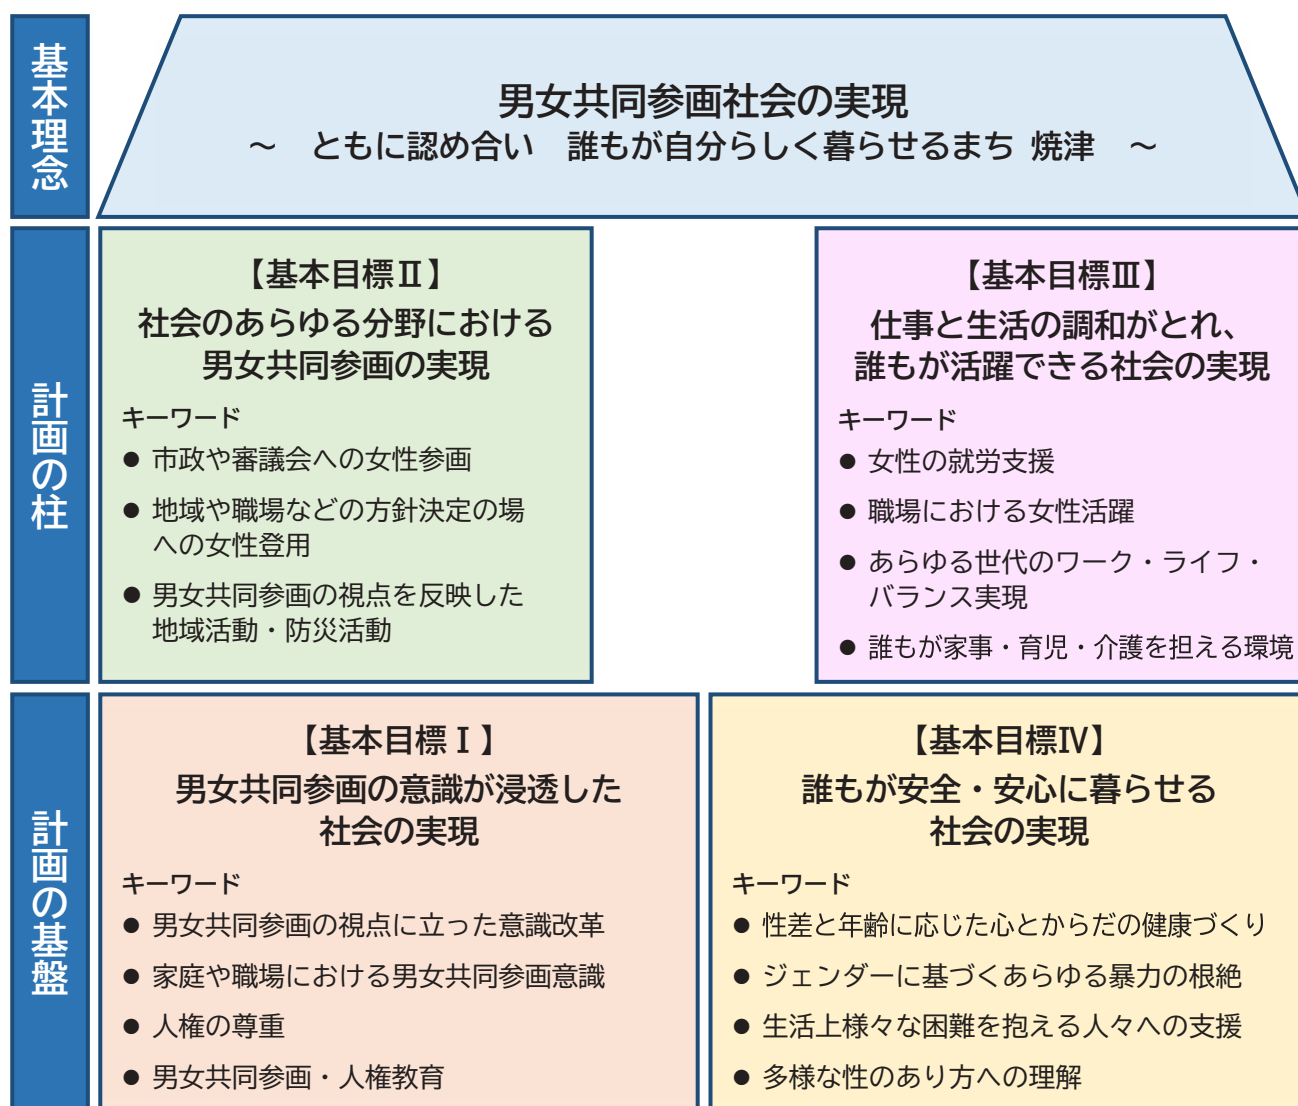 基本理念
男女共同参画社会の実現
～　ともに認め合い　誰もが自分らしく暮らせるまち 焼津　～
計画の柱
【基本目標Ⅱ】
社会のあらゆる分野における
男女共同参画の実現
キーワード
● 市政や審議会への女性参画
● 地域や職場などの方針決定の場
への女性登用
● 男女共同参画の視点を反映した
地域活動・防災活動
【基本目標Ⅲ】
仕事と生活の調和がとれ、
誰もが活躍できる社会の実現
キーワード
● 女性の就労支援
● 職場における女性活躍
● あらゆる世代のワーク・ライフ・
バランス実現
● 誰もが家事・育児・介護を担える環境
計画の基盤
【基本目標Ⅰ】
男女共同参画の意識が浸透した
社会の実現
キーワード
● 男女共同参画の視点に立った意識改革
● 家庭や職場における男女共同参画意識
● 人権の尊重
● 男女共同参画・人権教育
【基本目標Ⅳ】
誰もが安全・安心に暮らせる
社会の実現
キーワード
● 性差と年齢に応じた心とからだの健康づくり
● ジェンダーに基づくあらゆる暴力の根絶
● 生活上様々な困難を抱える人々への支援
● 多様な性のあり方への理解